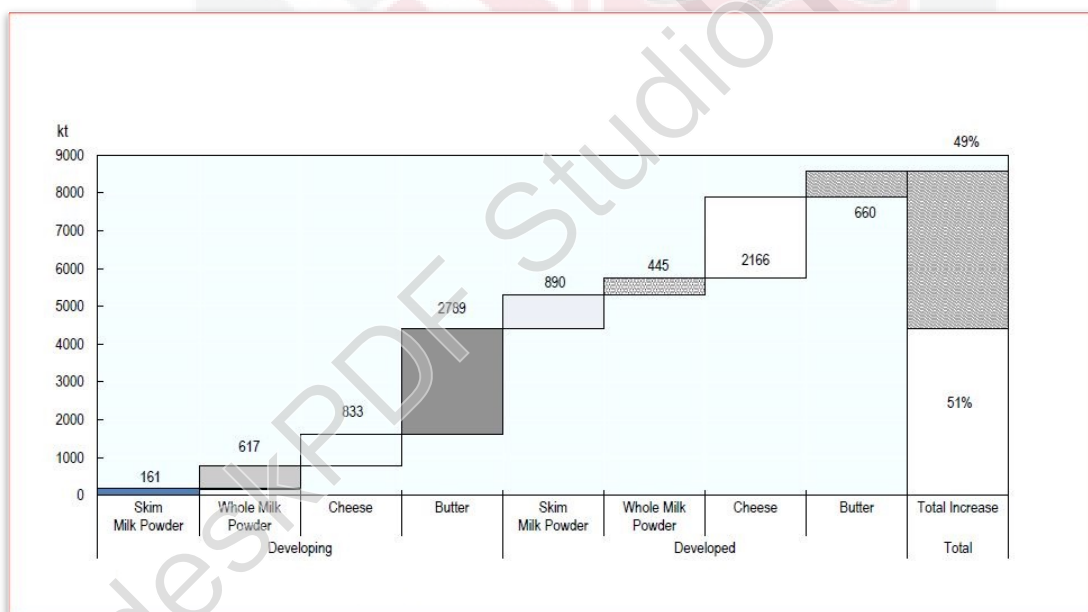 kt
49%
9000
8000
7000
6000
5000
4000
3000
2000
1000
0
161
617
833
2789
890
445
2166
660
51%
Skim
Milk Powder
Whole Milk
Powder
Cheese
Butter
Skim
Milk Powder
Whole Milk
Powder
Cheese
Butter
Total Increase
Developing
Developed
Total
deskPDF Studio